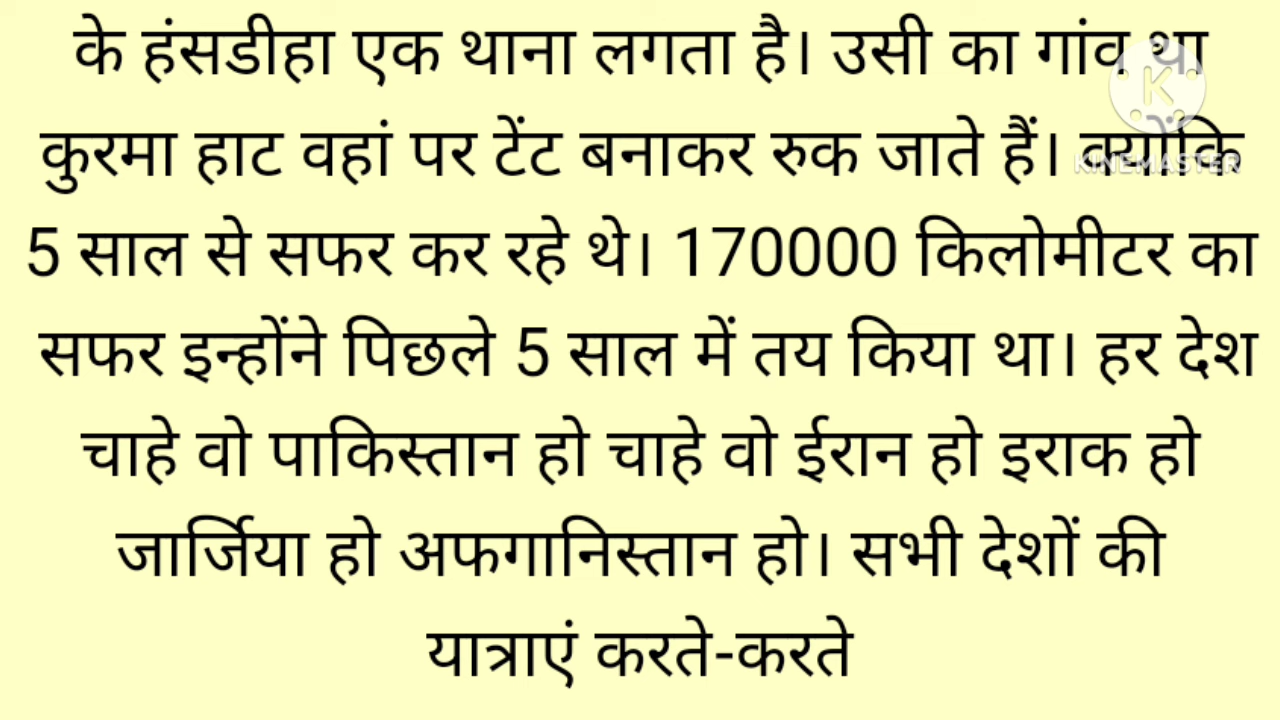 के हंसडीहा एक थाना लगता है। उसी का गांव था
कुरमा हाट वहां पर टेंट बनाकर रुक जाते हैं। क्योंकि
5 साल से सफर कर रहे थे। 170000 किलोमीटर का
सफर इन्होंने पिछले 5 साल में तय किया था। हर देश
चाहे वो पाकिस्तान हो चाहे वो ईरान हो इराक हो
जार्जिया हो अफगानिस्तान हो। सभी देशों की
यात्राएं करते-करते
K
KINEMASTER